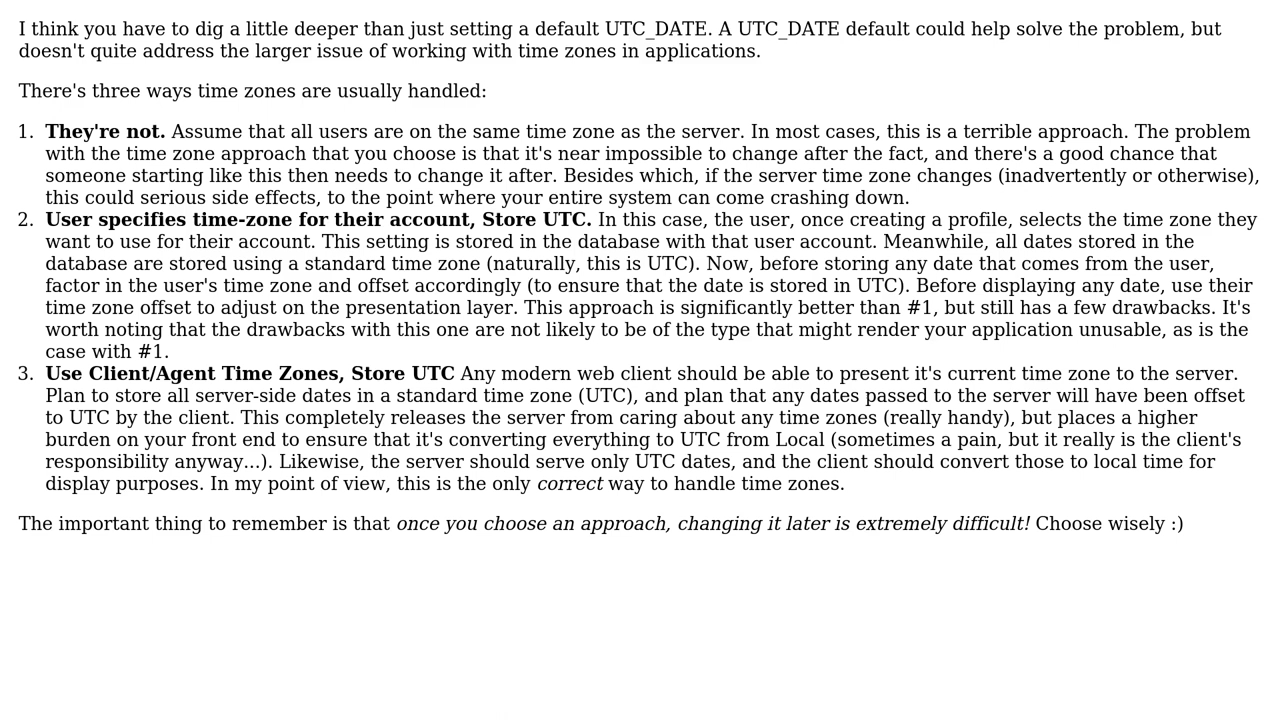 I think you have to dig a little deeper than just setting a default UTC_DATE. A UTC_DATE default could help solve the problem, but
doesn't quite address the larger issue of working with time zones in applications.
There's three ways time zones are usually handled:
1. They're not. Assume that all users are on the same time zone as the server. In most cases, this is a terrible approach. The problem
with the time zone approach that you choose is that it's near impossible to change after the fact, and there's a good chance that
someone starting like this then needs to change it after. Besides which, if the server time zone changes (inadvertently or otherwise),
this could serious side effects, to the point where your entire system can come crashing down.
2. User specifies time-zone for their account, Store UTC. In this case, the user, once creating a profile, selects the time zone they
want to use for their account. This setting is stored in the database with that user account. Meanwhile, all dates stored in the
database are stored using a standard time zone (naturally, this is UTC). Now, before storing any date that comes from the user,
factor in the user's time zone and offset accordingly (to ensure that the date is stored in UTC). Before displaying any date, use their
time zone offset to adjust on the presentation layer. This approach is significantly better than #1, but still has a few drawbacks. It's
worth noting that the drawbacks with this one are not likely to be of the type that might render your application unusable, as is the
case with #1.
3. Use Client/Agent Time Zones, Store UTC Any modern web client should be able to present it's current time zone to the server.
Plan to store all server-side dates in a standard time zone (UTC), and plan that any dates passed to the server will have been offset
to UTC by the client. This completely releases the server from caring about any time zones (really handy), but places a higher
burden on your front end to ensure that it's converting everything to UTC from Local (sometimes a pain, but it really is the client's
responsibility anyway...). Likewise, the server should serve only UTC dates, and the client should convert those to local time for
display purposes. In my point of view, this is the only correct way to handle time zones.
The important thing to remember is that once you choose an approach, changing it later is extremely difficult! Choose wisely :)